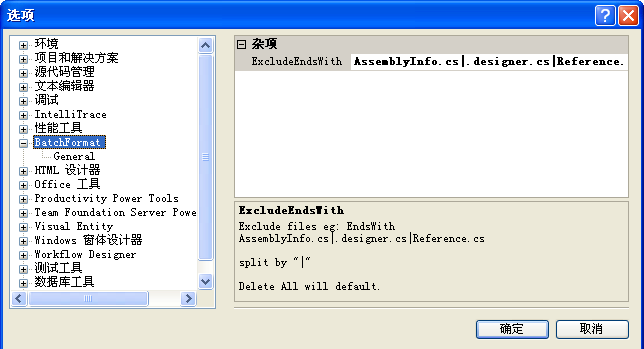 选项
环境
项目和解决方案
源代码管理
文本编辑器
调试
IntelliTrace
性能工具
BatchFormat
General
HTML 设计器
Office 工具
Productivity Power Tools
Team Foundation Server Powe
Visual Entity
Windows 窗体设计器
Workflow Designer
测试工具
数据库工具
杂项
ExcludeEndsWith AssemblyInfo.cs|.designer.cs|Reference.
ExcludeEndsWith
Exclude files eg: EndsWith
AssemblyInfo.cs|.designer.cs|Reference.cs
split by "|"
Delete All will default.
确定 取消